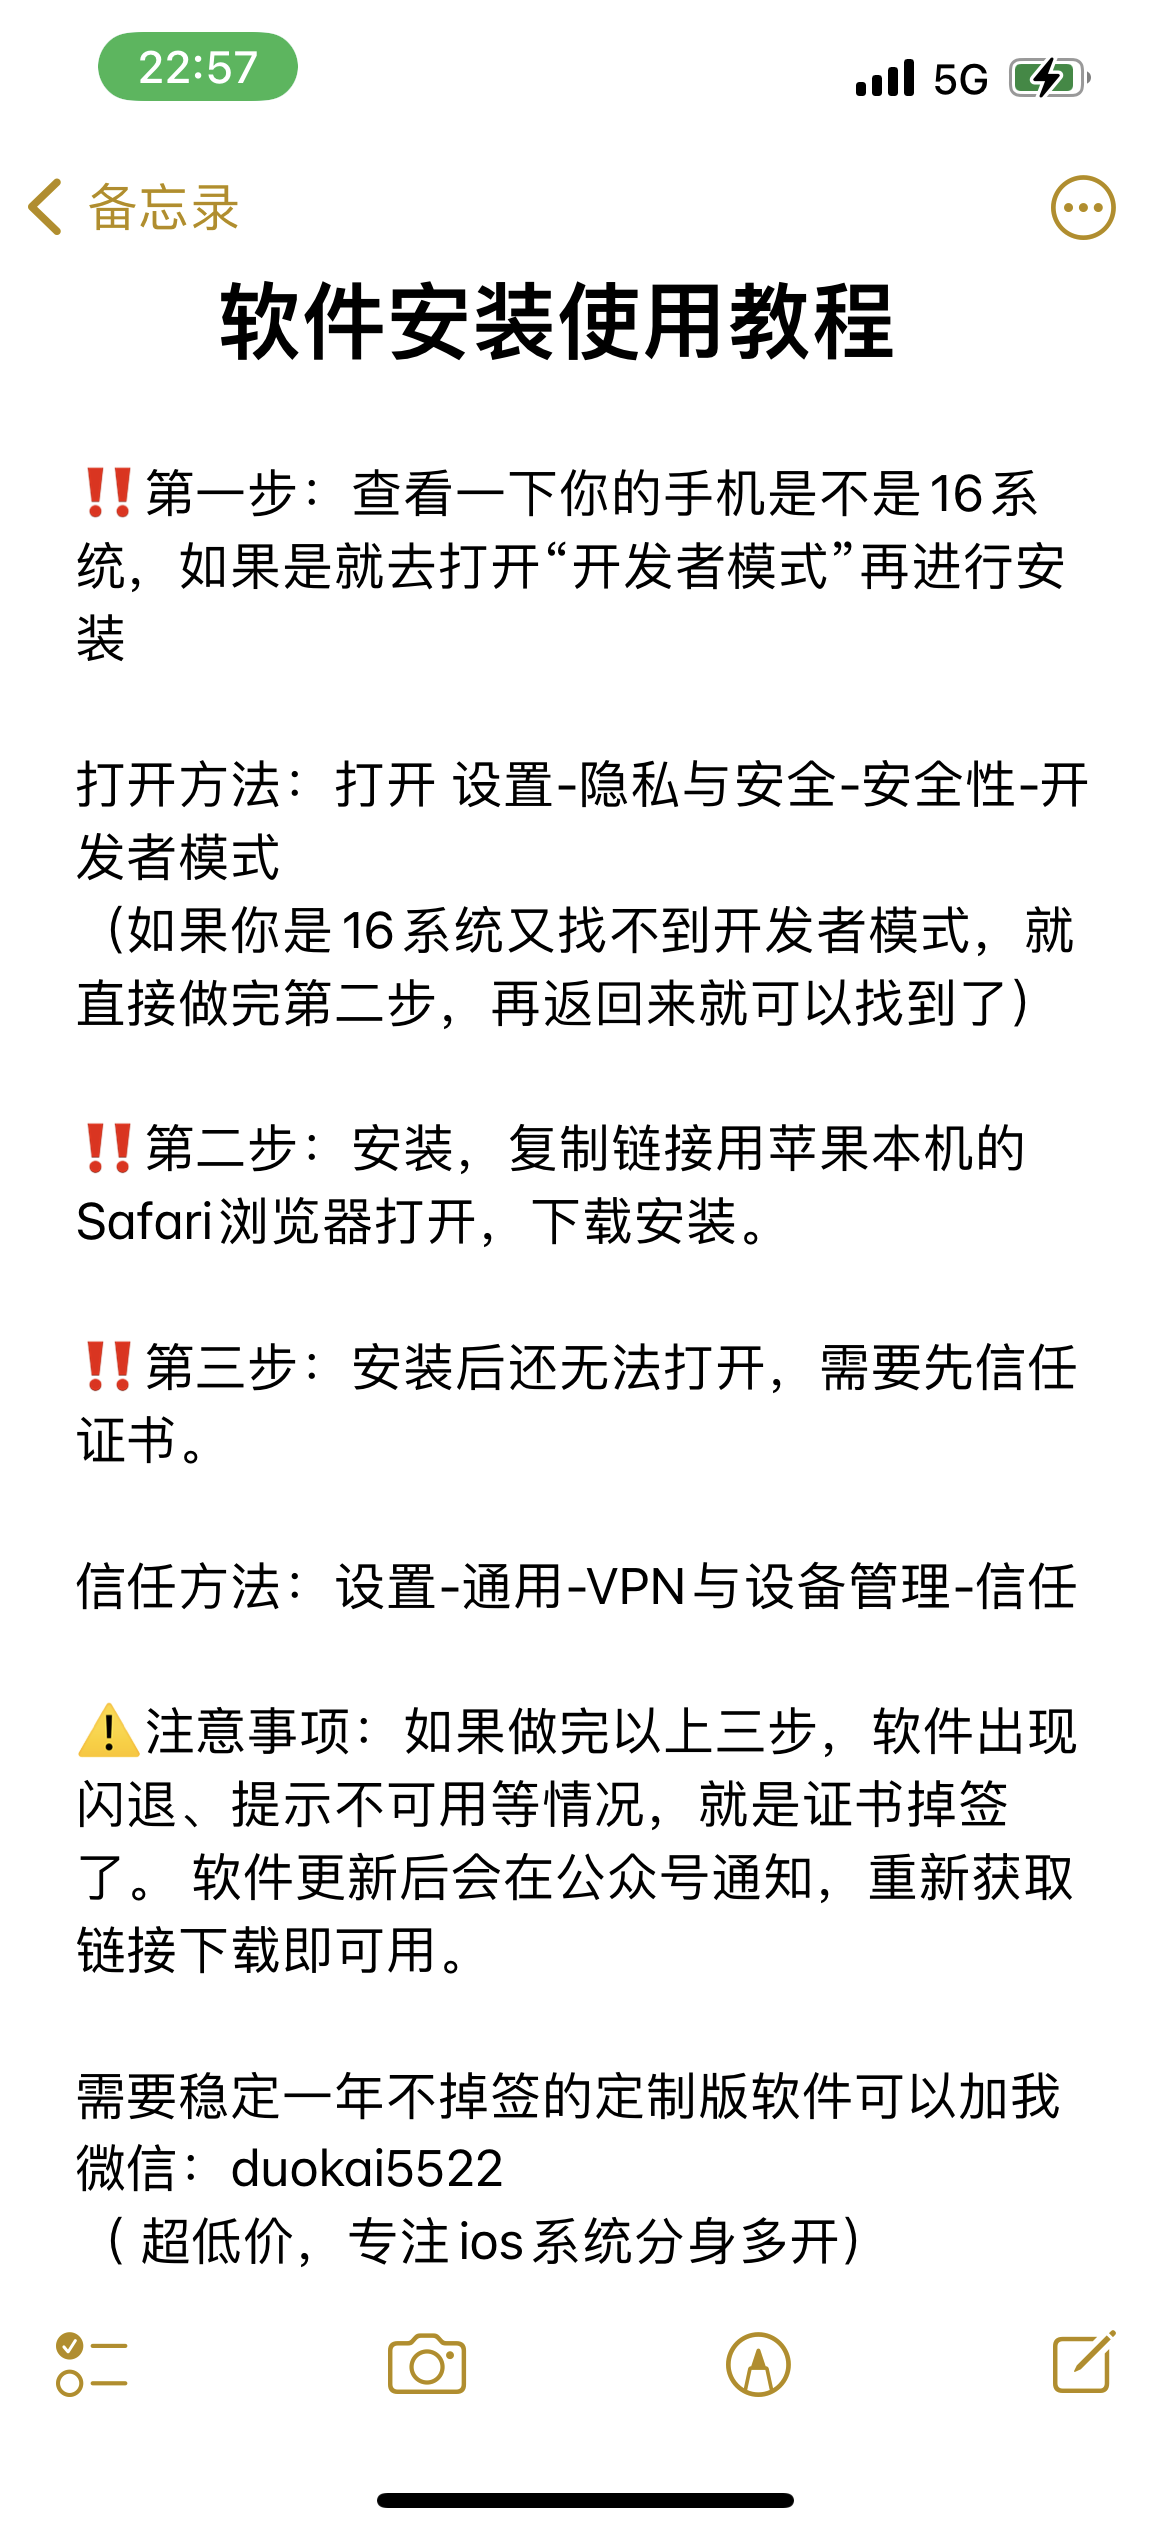 22:57
5G
备忘录
软件安装使用教程
‼️第一步：查看一下你的手机是不是16系
统，如果是就去打开“开发者模式”再进行安
装
打开方法：打开 设置-隐私与安全-安全性-开
发者模式
（如果你是16系统又找不到开发者模式，就
直接做完第二步，再返回来就可以找到了）
‼️第二步：安装，复制链接用苹果本机的
Safari浏览器打开，下载安装。
‼️第三步：安装后还无法打开，需要先信任
证书。
信任方法：设置-通用-VPN与设备管理-信任
⚠️注意事项：如果做完以上三步，软件出现
闪退、提示不可用等情况，就是证书掉签
了。 软件更新后会在公众号通知，重新获取
链接下载即可用。
需要稳定一年不掉签的定制版软件可以加我
微信：duokai5522
（ 超低价，专注ios系统分身多开）